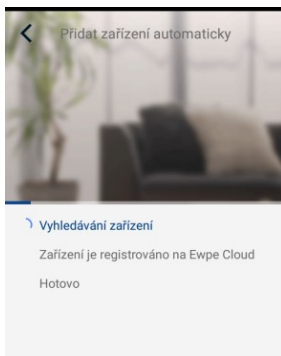 Přidat zařízení automaticky
Vyhledávání zařízení
Zařízení je registrováno na Ewpe Cloud
Hotovo